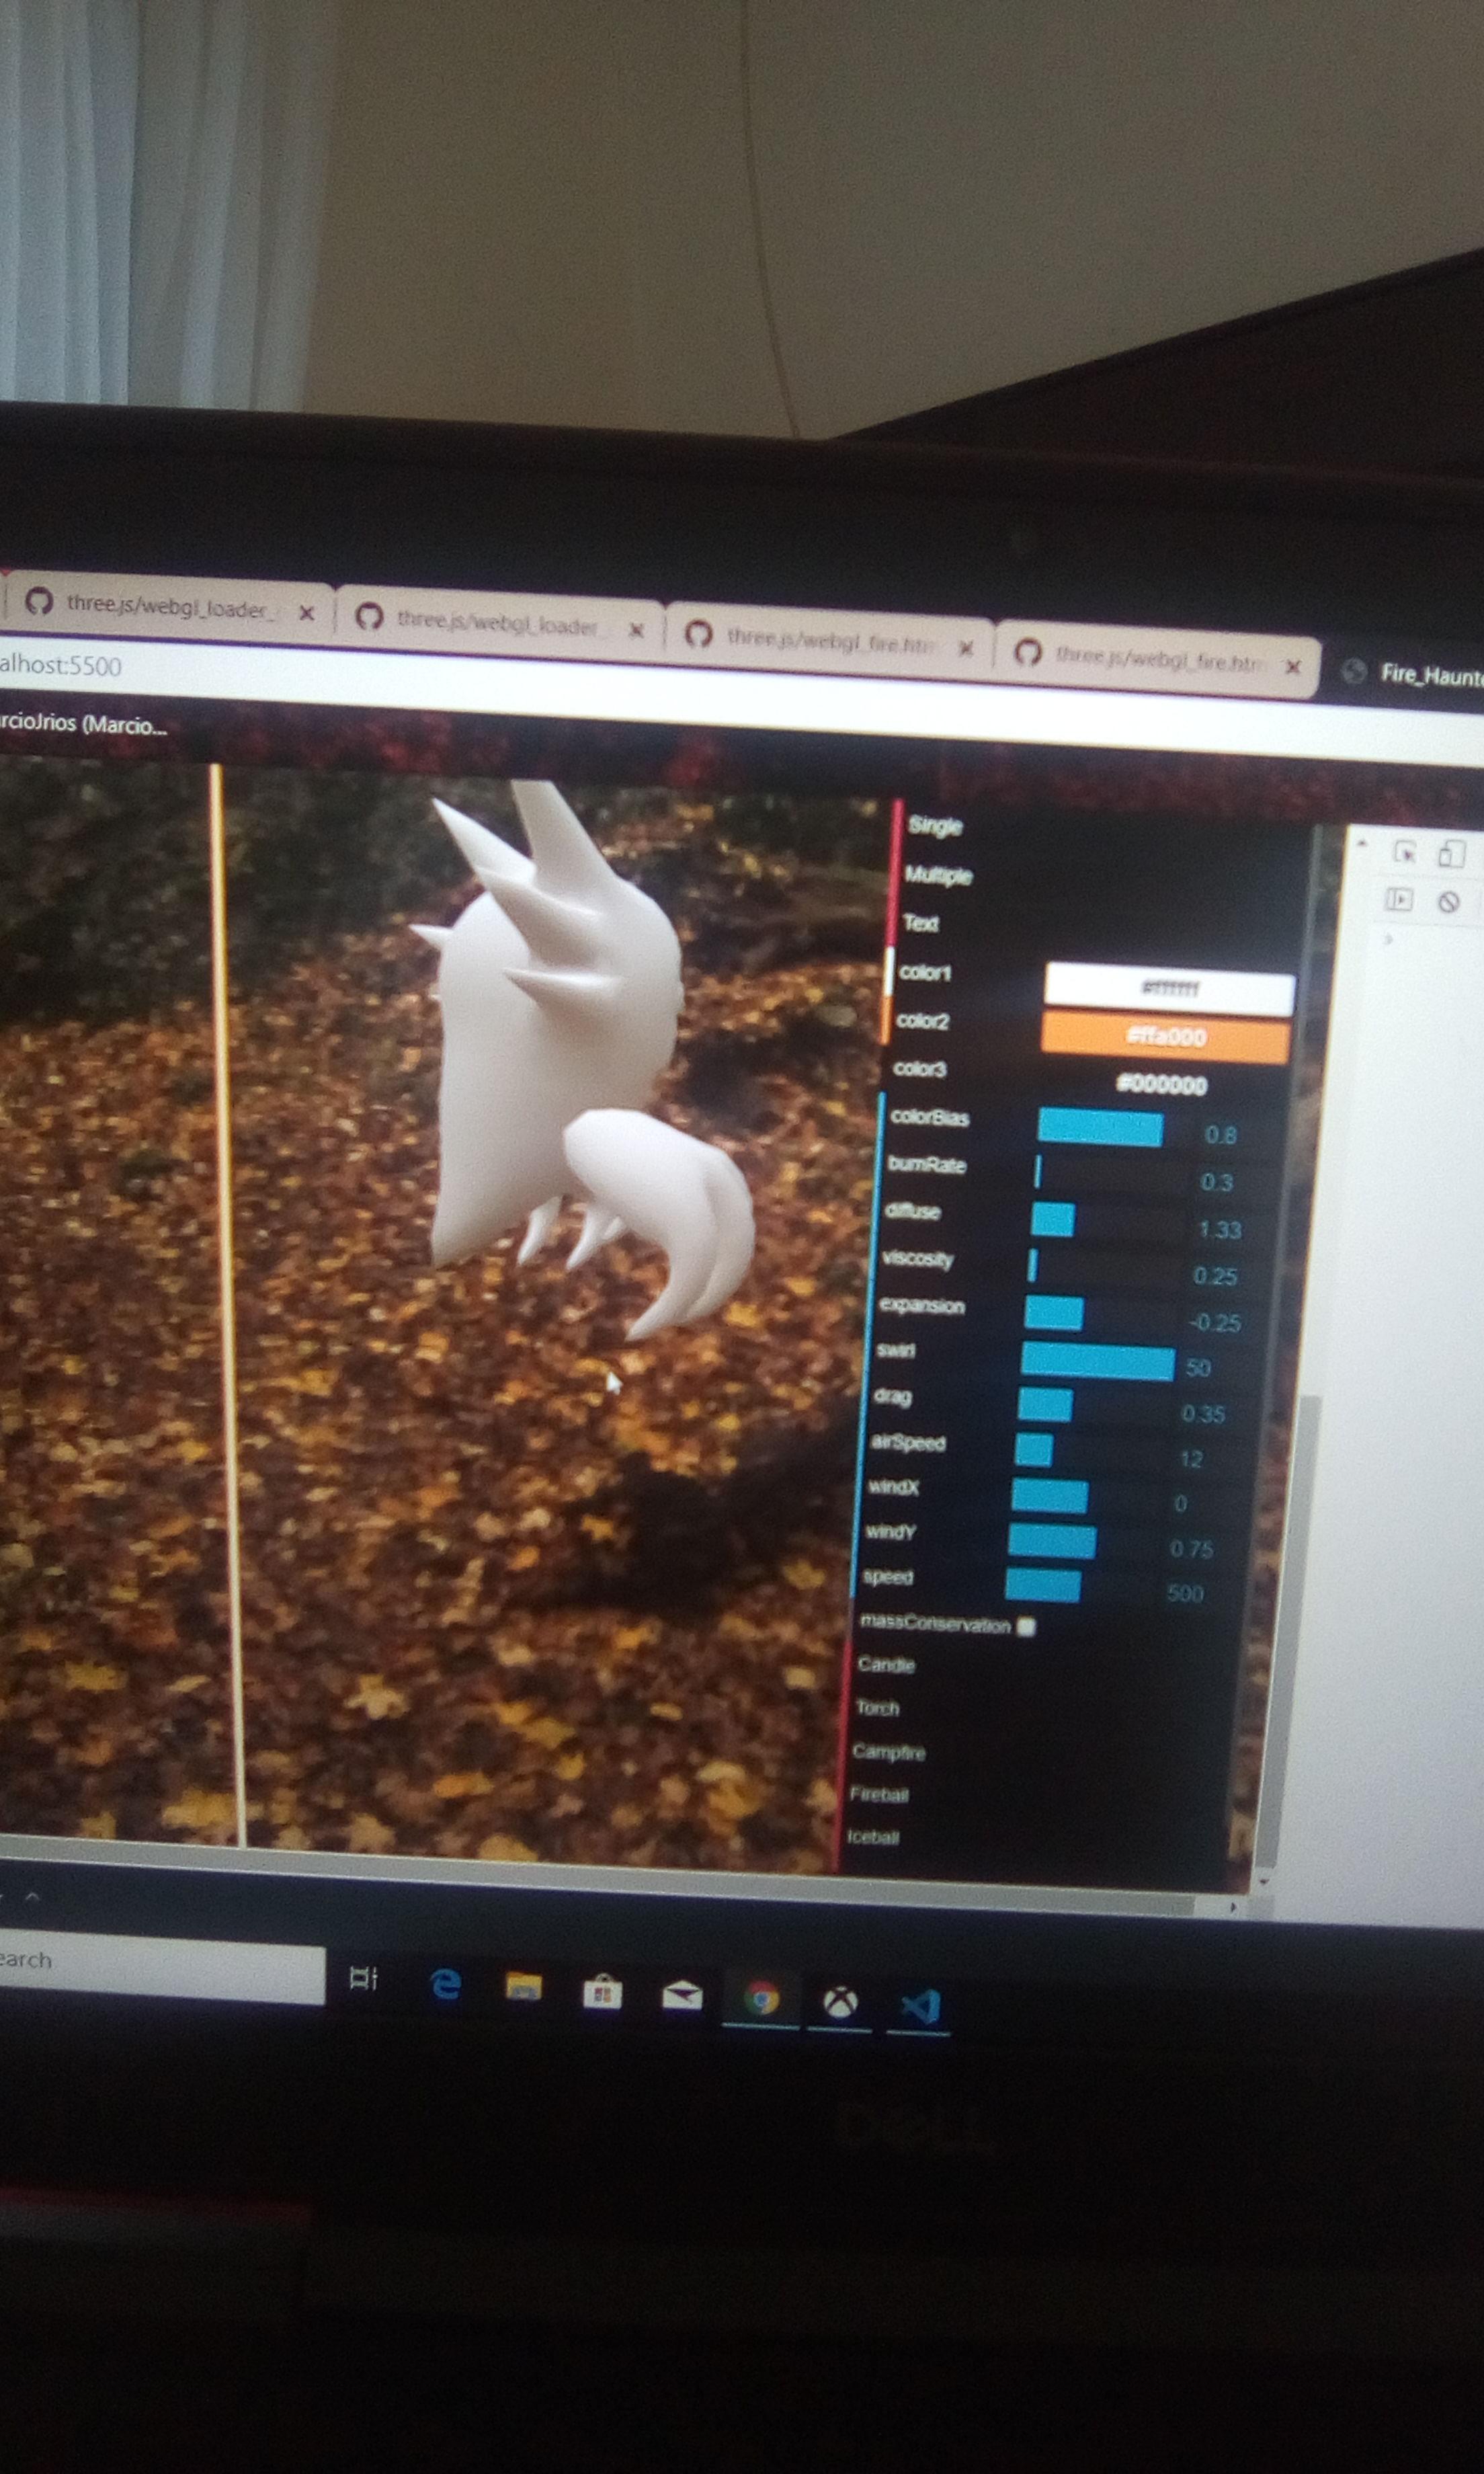 three.js/webgl_loader_
three.js/webgl_loader_
three.js/webgl_fire.htm
three.js/webgl_fire.htm
Fire_Haunte
alhost:5500
rcioJrios (Marcio...
Single
Multiple
Text
color1 #ffffff
color2 #ffa000
color3 #000000
colorBias 0.8
burnRate 0.3
diffuse 1.33
viscosity 0.25
expansion -0.25
swirl 50
drag 0.35
airSpeed 12
windX 0
windY 0.75
speed 500
massConservation
Candle
Torch
Campfire
Fireball
Iceball
earch
DELL